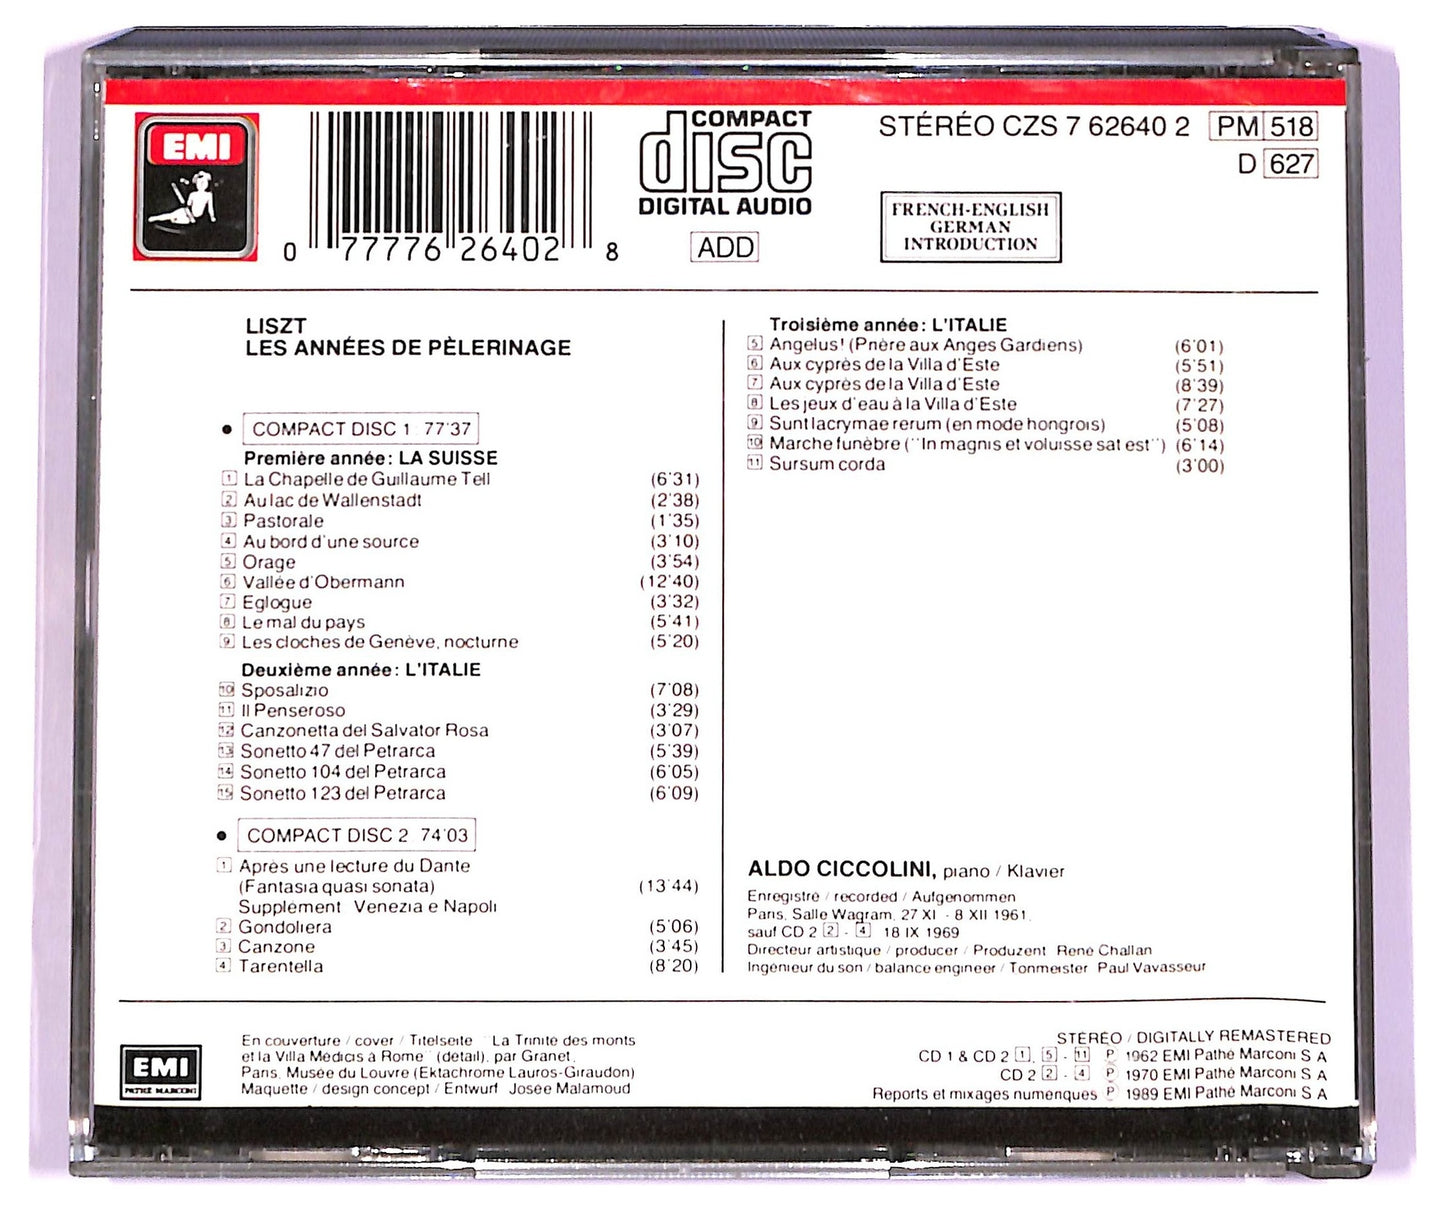 EMI
0 77776 26402 8
COMPACT
disc
DIGITAL AUDIO
ADD
STÉRÉO CZS 7 62640 2 PM 518
D 627
FRENCH-ENGLISH
GERMAN
INTRODUCTION
LISZT
LES ANNÉES DE PÈLERINAGE
• COMPACT DISC 1 77'37
Première année: LA SUISSE
1 La Chapelle de Guillaume Tell (6'31)
2 Au lac de Wallenstadt (2'38)
3 Pastorale (1'35)
4 Au bord d'une source (3'10)
5 Orage (3'54)
6 Vallée d'Obermann (12'40)
7 Eglogue (3'32)
8 Le mal du pays (5'41)
9 Les cloches de Genève, nocturne (5'20)
Deuxième année: L'ITALIE
10 Sposalizio (7'08)
11 Il Penseroso (3'29)
12 Canzonetta del Salvator Rosa (3'07)
13 Sonetto 47 del Petrarca (5'39)
14 Sonetto 104 del Petrarca (6'05)
15 Sonetto 123 del Petrarca (6'09)
• COMPACT DISC 2 74'03
1 Après une lecture du Dante
(Fantasia quasi sonata) (13'44)
Supplément Venezia e Napoli
2 Gondoliera (5'06)
3 Canzone (3'45)
4 Tarentella (8'20)
Troisième année: L'ITALIE
5 Angelus! (Prière aux Anges Gardiens) (6'01)
6 Aux cyprès de la Villa d'Este (5'51)
7 Aux cyprès de la Villa d'Este (8'39)
8 Les jeux d'eau à la Villa d'Este (7'27)
9 Sunt lacrymae rerum (en mode hongrois) (5'08)
10 Marche funèbre ("In magnis et voluisse sat est") (6'14)
11 Sursum corda (3'00)
ALDO CICCOLINI, piano / Klavier
Enregistré / recorded / Aufgenommen
Paris, Salle Wagram, 27 XI - 8 XII 1961,
sauf CD 2 2 - 4 18 IX 1969
Directeur artistique / producer / Produzent René Challan
Ingénieur du son / balance engineer / Tonmeister Paul Vavasseur
EMI
PATHÉ MARCONI
En couverture / cover / Titelseite "La Trinité des monts
et la Villa Médicis à Rome" (détail), par Granet,
Paris, Musée du Louvre (Ektachrome Lauros-Giraudon)
Maquette / design concept / Entwurf Josée Malamoud
STÉRÉO / DIGITALLY REMASTERED
CD 1 & CD 2 1, 5 - 11 ℗ 1962 EMI Pathé Marconi S A
CD 2 2 - 4 ℗ 1970 EMI Pathé Marconi S A
Reports et mixages numériques ℗ 1989 EMI Pathé Marconi S A